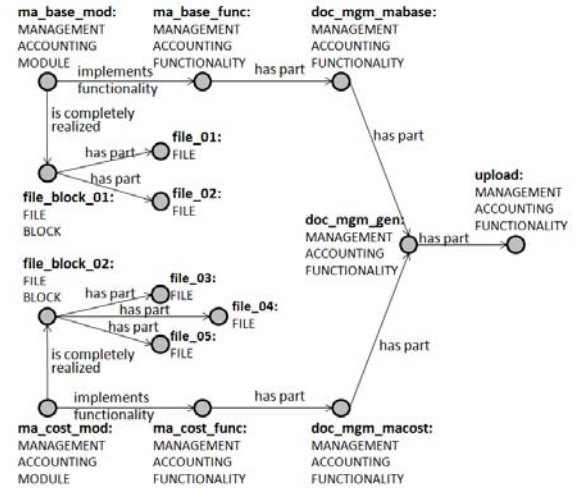 ma_base_mod:
MANAGEMENT
ACCOUNTING
MODULE
ma_base_func:
MANAGEMENT
ACCOUNTING
FUNCTIONALITY
doc_mgm_mabase:
MANAGEMENT
ACCOUNTING
FUNCTIONALITY
implements
functionality
has part
is completely
realized
has part
file_01:
FILE
has part
file_02:
FILE
file_block_01:
FILE
BLOCK
has part
upload:
MANAGEMENT
ACCOUNTING
FUNCTIONALITY
doc_mgm_gen:
MANAGEMENT
ACCOUNTING
FUNCTIONALITY
has part
file_block_02:
FILE
BLOCK
has part
file_03:
FILE
has part
file_04:
FILE
has part
file_05:
FILE
is completely
realized
has part
implements
functionality
has part
ma_cost_mod:
MANAGEMENT
ACCOUNTING
MODULE
ma_cost_func:
MANAGEMENT
ACCOUNTING
FUNCTIONALITY
doc_mgm_macost:
MANAGEMENT
ACCOUNTING
FUNCTIONALITY